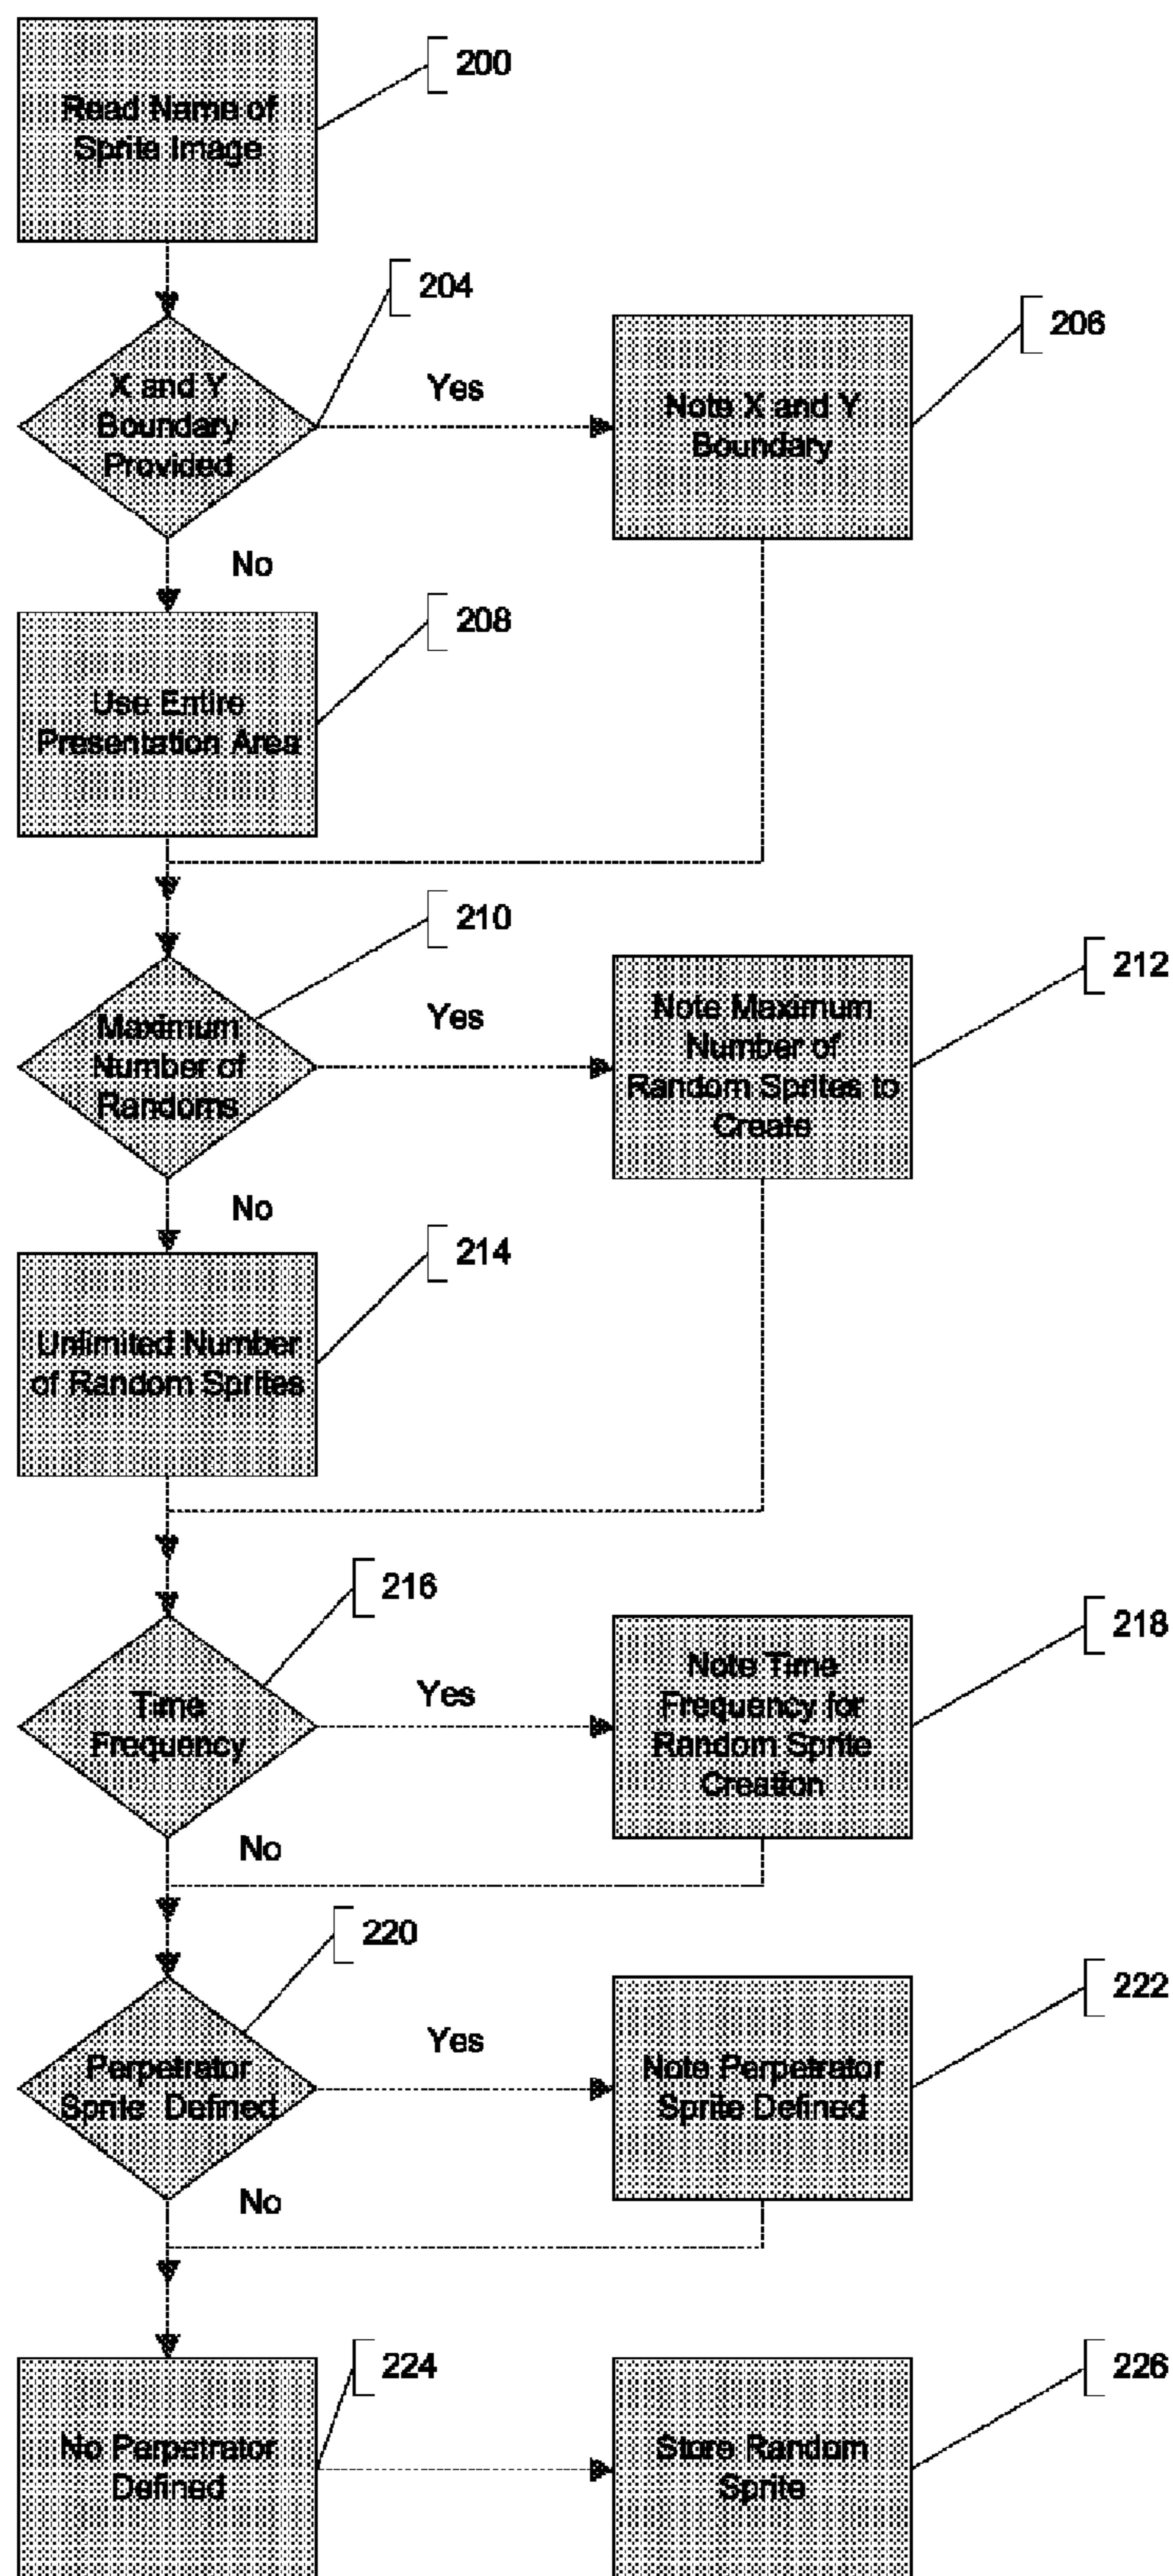 Read Name of
Sprite Image
200
X and Y
Boundary
Provided
204
Yes
Note X and Y
Boundary
206
No
Use Entire
Presentation Area
208
Maximum
Number of
Randoms
210
Yes
Note Maximum
Number of
Random Sprites to
Create
212
No
Unlimited Number
of Random Sprites
214
Time
Frequency
216
Yes
Note Time
Frequency for
Random Sprite
Creation
218
No
Perpetrator
Sprite Defined
220
Yes
Note Perpetrator
Sprite Defined
222
No
No Perpetrator
Defined
224
Store Random
Sprite
226